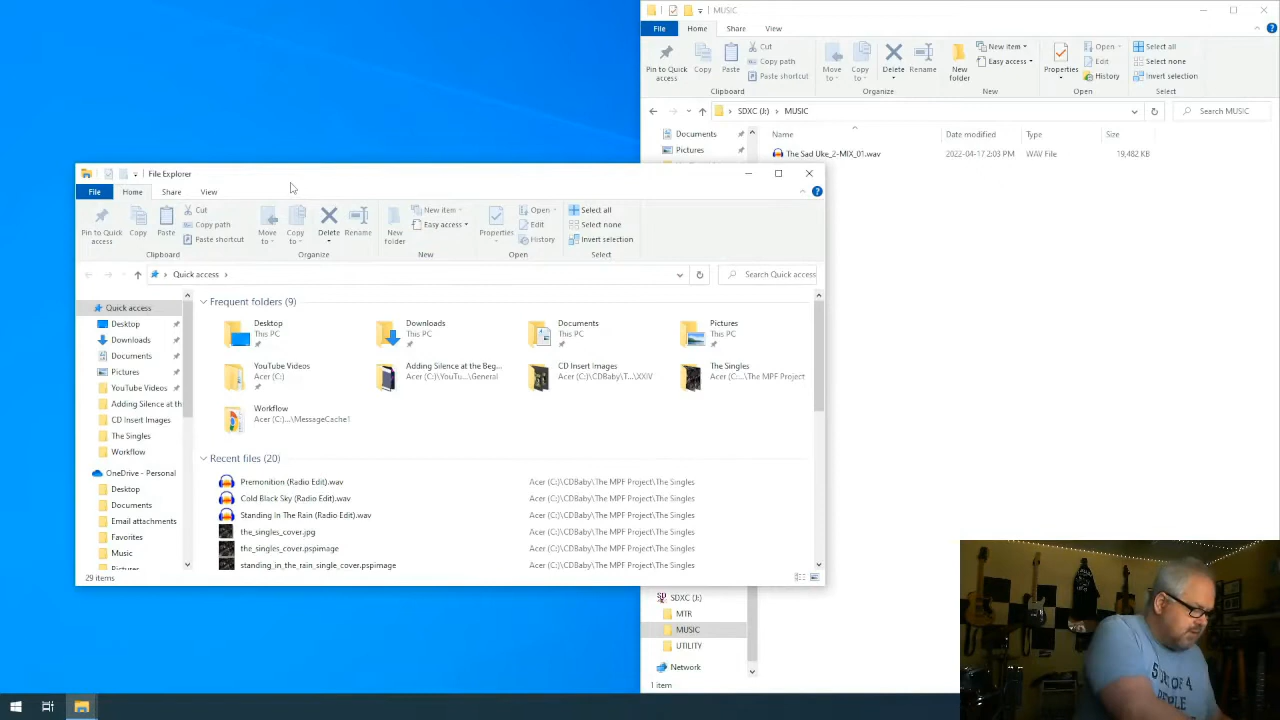 MUSIC
File Home Share View
Pin to Quick access
Copy
Paste
Cut
Copy path
Paste shortcut
Clipboard
Move to
Copy to
Delete
Rename
Organize
New folder
New item
Easy access
New
Properties
Open
Edit
History
Open
Select all
Select none
Invert selection
Select
SDXC (J:) > MUSIC
Search MUSIC
Documents
Pictures
Name Date modified Type Size
The Sad Uke_2-MIX_01.wav 2022-04-17 2:03 PM WAV File 19,482 KB
SDXC (J:)
MTR
MUSIC
UTILITY
Network
1 item
File Explorer
File Home Share View
Pin to Quick access
Copy
Paste
Cut
Copy path
Paste shortcut
Clipboard
Move to
Copy to
Delete
Rename
Organize
New folder
New item
Easy access
New
Properties
Open
Edit
History
Open
Select all
Select none
Invert selection
Select
Quick access >
Search Quick access
Quick access
Desktop
Downloads
Documents
Pictures
YouTube Videos
Adding Silence at th
CD Insert Images
The Singles
Workflow
OneDrive - Personal
Desktop
Documents
Email attachments
Favorites
Music
Pictures
Frequent folders (9)
Desktop
This PC
Downloads
This PC
Documents
This PC
Pictures
This PC
YouTube Videos
Acer (C:)
Adding Silence at the Beg...
Acer (C:)\YouTu...\General
CD Insert Images
Acer (C:)\CDBaby\T...\XXIV
The Singles
Acer (C:...\The MPF Project
Workflow
Acer (C:)...\MessageCache1
Recent files (20)
Premonition (Radio Edit).wav Acer (C:)\CDBaby\The MPF Project\The Singles
Cold Black Sky (Radio Edit).wav Acer (C:)\CDBaby\The MPF Project\The Singles
Standing In The Rain (Radio Edit).wav Acer (C:)\CDBaby\The MPF Project\The Singles
the_singles_cover.jpg Acer (C:)\CDBaby\The MPF Project\The Singles
the_singles_cover.pspimage Acer (C:)\CDBaby\The MPF Project\The Singles
standing_in_the_rain_single_cover.pspimage Acer (C:)\CDBaby\The MPF Project\The Singles
29 items
5 OF 4
PEOPLE